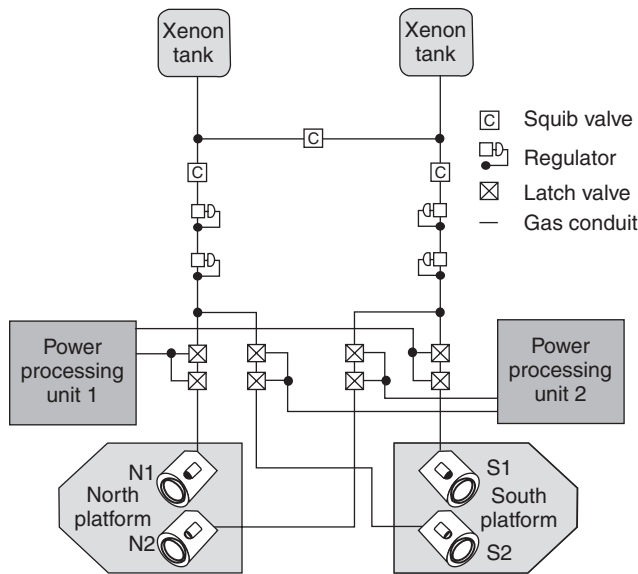 Xenon
tank
Xenon
tank
C
C
C
C Squib valve
Regulator
Latch valve
Gas conduit
Power
processing
unit 1
Power
processing
unit 2
N1
North
platform
N2
S1
South
platform
S2